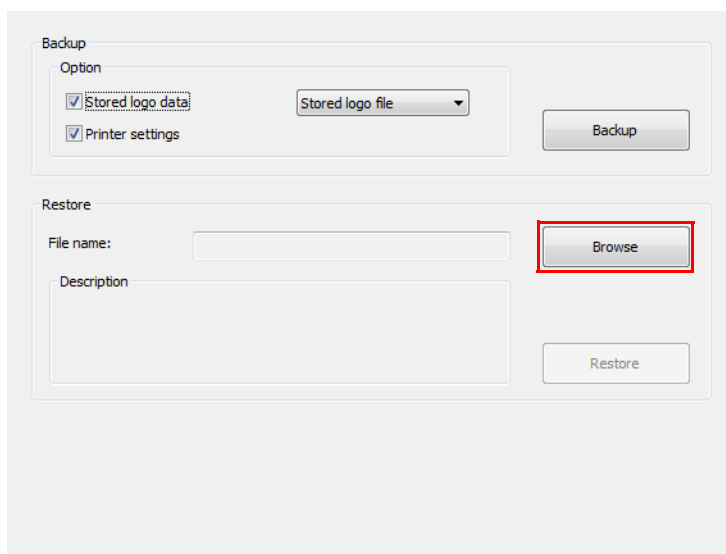 Backup
Option
Stored logo data
Stored logo file
Printer settings
Backup
Restore
File name:
Browse
Description
Restore